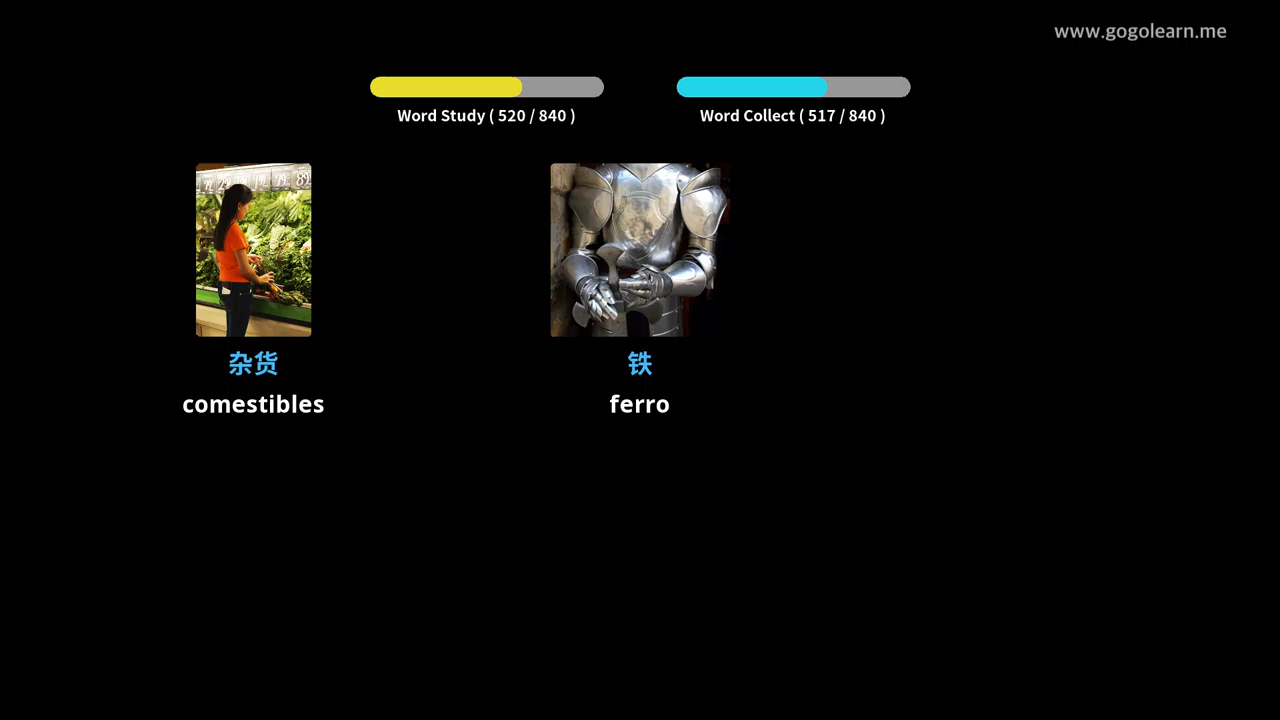 www.gogolearn.me
Word Study ( 520 / 840 )
Word Collect ( 517 / 840 )
杂货
铁
comestibles
ferro